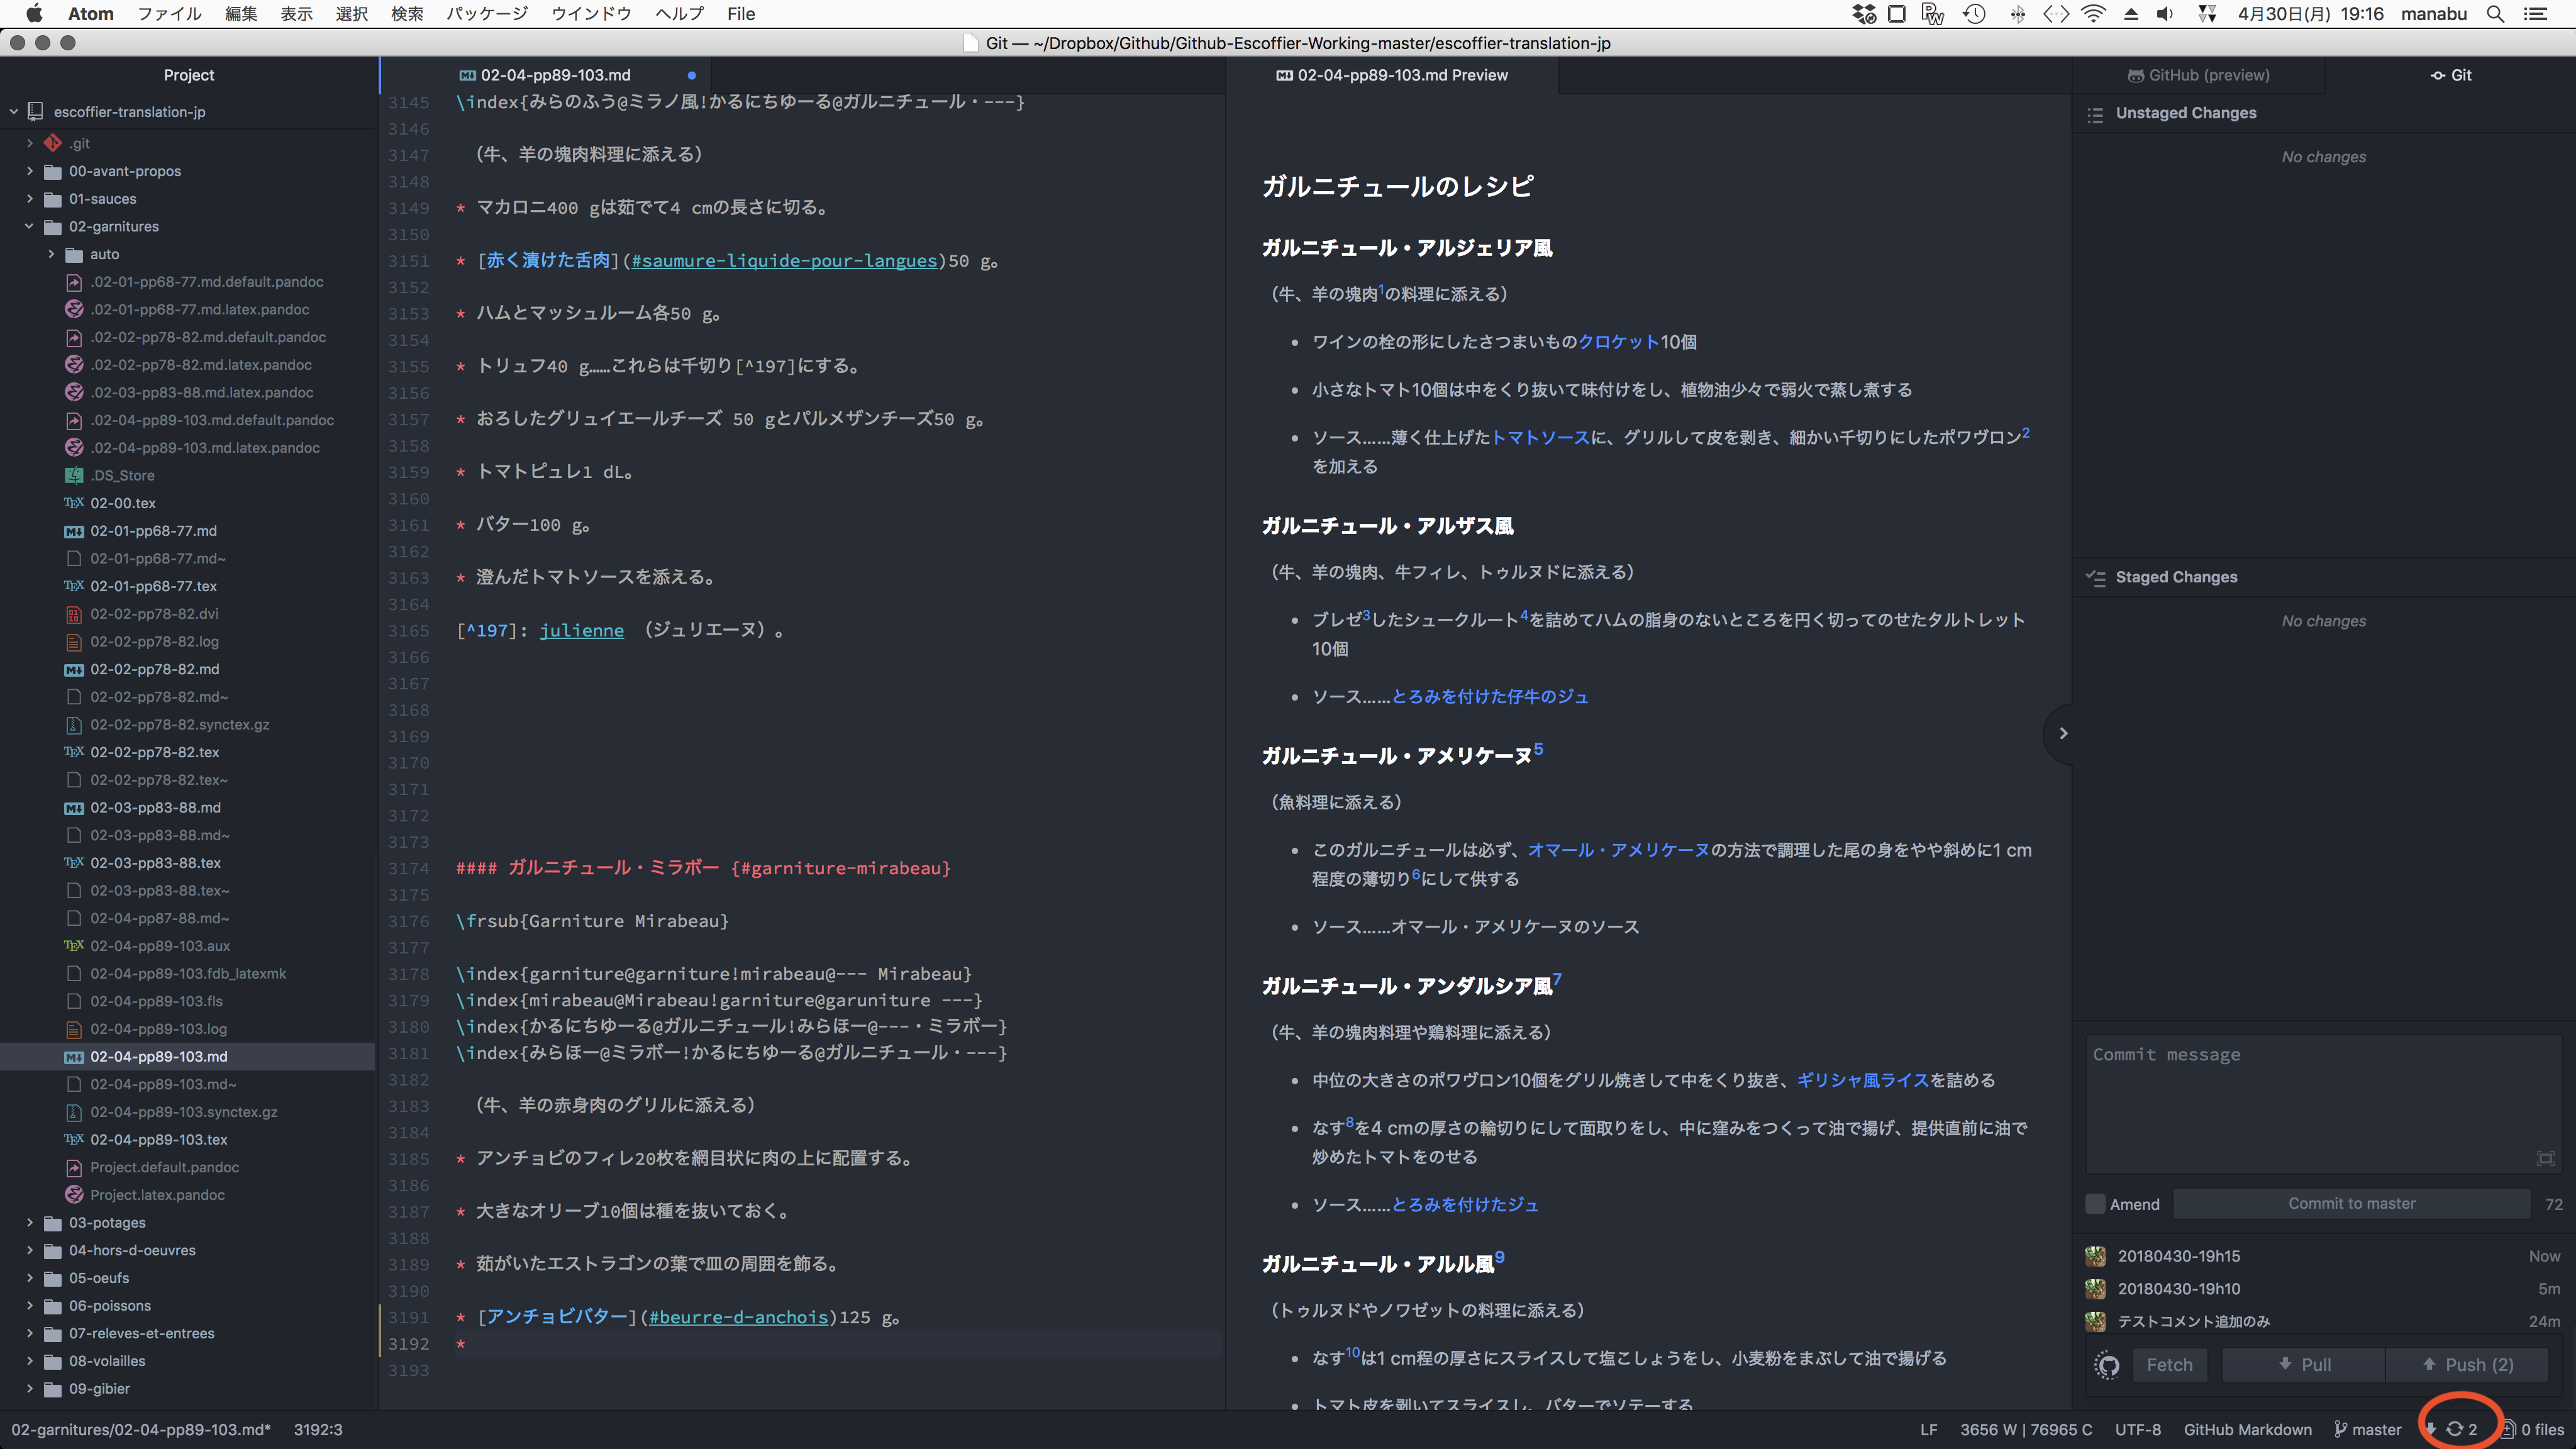 Atom ファイル 編集 表示 選択 検索 パッケージ ウインドウ ヘルプ File
4月30日(月) 19:16 manabu
Git — ~/Dropbox/Github/Github-Escoffier-Working-master/escoffier-translation-jp
Project
escoffier-translation-jp
.git
00-avant-propos
01-sauces
02-garnitures
auto
.02-01-pp68-77.md.default.pandoc
.02-01-pp68-77.md.latex.pandoc
.02-02-pp78-82.md.default.pandoc
.02-02-pp78-82.md.latex.pandoc
.02-03-pp83-88.md.latex.pandoc
.02-04-pp89-103.md.default.pandoc
.02-04-pp89-103.md.latex.pandoc
.DS_Store
02-00.tex
02-01-pp68-77.md
02-01-pp68-77.md~
02-01-pp68-77.tex
02-02-pp78-82.dvi
02-02-pp78-82.log
02-02-pp78-82.md
02-02-pp78-82.md~
02-02-pp78-82.synctex.gz
02-02-pp78-82.tex
02-02-pp78-82.tex~
02-03-pp83-88.md
02-03-pp83-88.md~
02-03-pp83-88.tex
02-03-pp83-88.tex~
02-04-pp87-88.md~
02-04-pp89-103.aux
02-04-pp89-103.fdb_latexmk
02-04-pp89-103.fls
02-04-pp89-103.log
02-04-pp89-103.md
02-04-pp89-103.md~
02-04-pp89-103.synctex.gz
02-04-pp89-103.tex
Project.default.pandoc
Project.latex.pandoc
03-potages
04-hors-d-oeuvres
05-oeufs
06-poissons
07-releves-et-entrees
08-volailles
09-gibier
02-04-pp89-103.md
3145 \index{みらのふう@ミラノ風!かるにちゆーる@ガルニチュール・---}
3146
3147 （牛、羊の塊肉料理に添える）
3148
3149 * マカロニ400 gは茹でて4 cmの長さに切る。
3150
3151 * [赤く漬けた舌肉](#saumure-liquide-pour-langues)50 g。
3152
3153 * ハムとマッシュルーム各50 g。
3154
3155 * トリュフ40 g……これらは千切り[^197]にする。
3156
3157 * おろしたグリュイエールチーズ 50 gとパルメザンチーズ50 g。
3158
3159 * トマトピュレ1 dL。
3160
3161 * バター100 g。
3162
3163 * 澄んだトマトソースを添える。
3164
3165 [^197]: julienne （ジュリエーヌ）。
3166
3167
3168
3169
3170
3171
3172
3173
3174 #### ガルニチュール・ミラボー {#garniture-mirabeau}
3175
3176 \frsub{Garniture Mirabeau}
3177
3178 \index{garniture@garniture!mirabeau@--- Mirabeau}
3179 \index{mirabeau@Mirabeau!garniture@garuniture ---}
3180 \index{かるにちゆーる@ガルニチュール!みらほー@---・ミラボー}
3181 \index{みらほー@ミラボー!かるにちゆーる@ガルニチュール・---}
3182
3183 （牛、羊の赤身肉のグリルに添える）
3184
3185 * アンチョビのフィレ20枚を網目状に肉の上に配置する。
3186
3187 * 大きなオリーブ10個は種を抜いておく。
3188
3189 * 茹がいたエストラゴンの葉で皿の周囲を飾る。
3190
3191 * [アンチョビバター](#beurre-d-anchois)125 g。
3192 *
3193
02-04-pp89-103.md Preview
ガルニチュールのレシピ
ガルニチュール・アルジェリア風
（牛、羊の塊肉1の料理に添える）
• ワインの栓の形にしたさつまいものクロケット10個
• 小さなトマト10個は中をくり抜いて味付けをし、植物油少々で弱火で蒸し煮する
• ソース……薄く仕上げたトマトソースに、グリルして皮を剥き、細かい千切りにしたポワヴロン2
を加える
ガルニチュール・アルザス風
（牛、羊の塊肉、牛フィレ、トゥルヌドに添える）
• ブレゼ3したシュークルート4を詰めてハムの脂身のないところを円く切ってのせたタルトレット
10個
• ソース……とろみを付けた仔牛のジュ
ガルニチュール・アメリケーヌ5
（魚料理に添える）
• このガルニチュールは必ず、オマール・アメリケーヌの方法で調理した尾の身をやや斜めに1 cm
程度の薄切り6にして供する
• ソース……オマール・アメリケーヌのソース
ガルニチュール・アンダルシア風7
（牛、羊の塊肉料理や鶏料理に添える）
• 中位の大きさのポワヴロン10個をグリル焼きして中をくり抜き、ギリシャ風ライスを詰める
• なす8を4 cmの厚さの輪切りにして面取りをし、中に窪みをつくって油で揚げ、提供直前に油で
炒めたトマトをのせる
• ソース……とろみを付けたジュ
ガルニチュール・アルル風9
（トゥルヌドやノワゼットの料理に添える）
• なす10は1 cm程の厚さにスライスして塩こしょうをし、小麦粉をまぶして油で揚げる
• トマト皮を剥いてスライスし、バターでソテーする
GitHub (preview) Git
Unstaged Changes
No changes
Staged Changes
No changes
Commit message
Amend Commit to master 72
20180430-19h15 Now
20180430-19h10 5m
テストコメント追加のみ 24m
Fetch Pull Push (2)
02-garnitures/02-04-pp89-103.md* 3192:3
LF 3656 W | 76965 C UTF-8 GitHub Markdown master 2 0 files